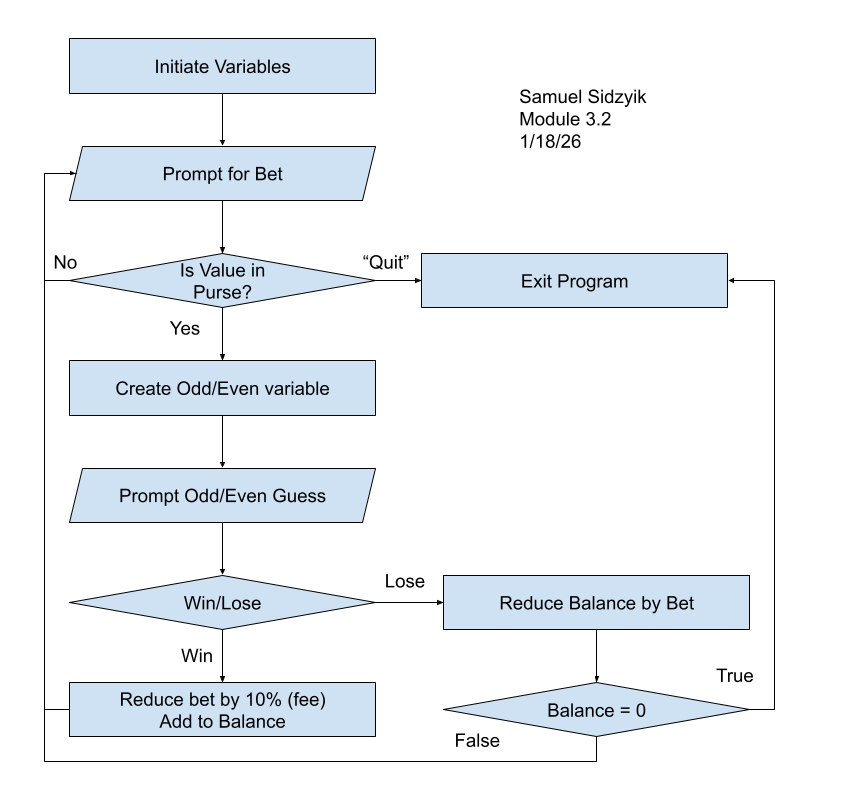 Initiate Variables
Samuel Sidzyik
Module 3.2
1/18/26
Prompt for Bet
No
Is Value in
Purse?
“Quit”
Exit Program
Yes
Create Odd/Even variable
Prompt Odd/Even Guess
Win/Lose
Lose
Reduce Balance by Bet
Win
Reduce bet by 10% (fee)
Add to Balance
True
Balance = 0
False